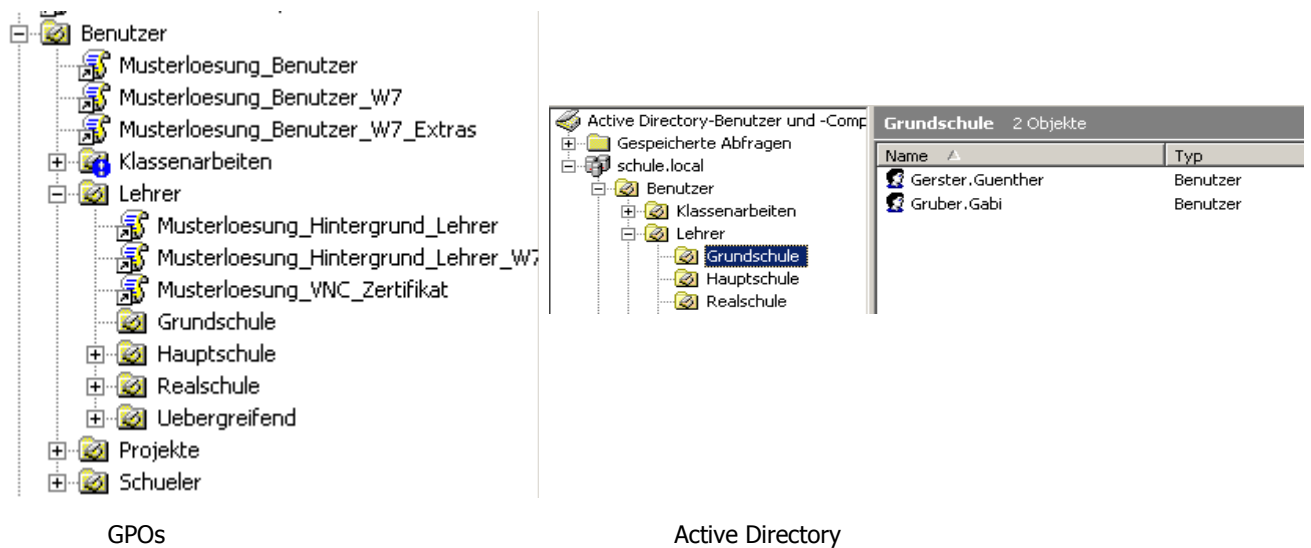 Benutzer
Musterloesung_Benutzer
Musterloesung_Benutzer_W7
Musterloesung_Benutzer_W7_Extras
Klassenarbeiten
Lehrer
Musterloesung_Hintergrund_Lehrer
Musterloesung_Hintergrund_Lehrer_W7
Musterloesung_VNC_Zertifikat
Grundschule
Hauptschule
Realschule
Uebergreifend
Projekte
Schueler
GPOs
Active Directory-Benutzer und -Comp
Gespeicherte Abfragen
schule.local
Benutzer
Klassenarbeiten
Lehrer
Grundschule
Hauptschule
Realschule
Grundschule 2 Objekte
Name Typ
Gerster.Guenther Benutzer
Gruber.Gabi Benutzer
Active Directory